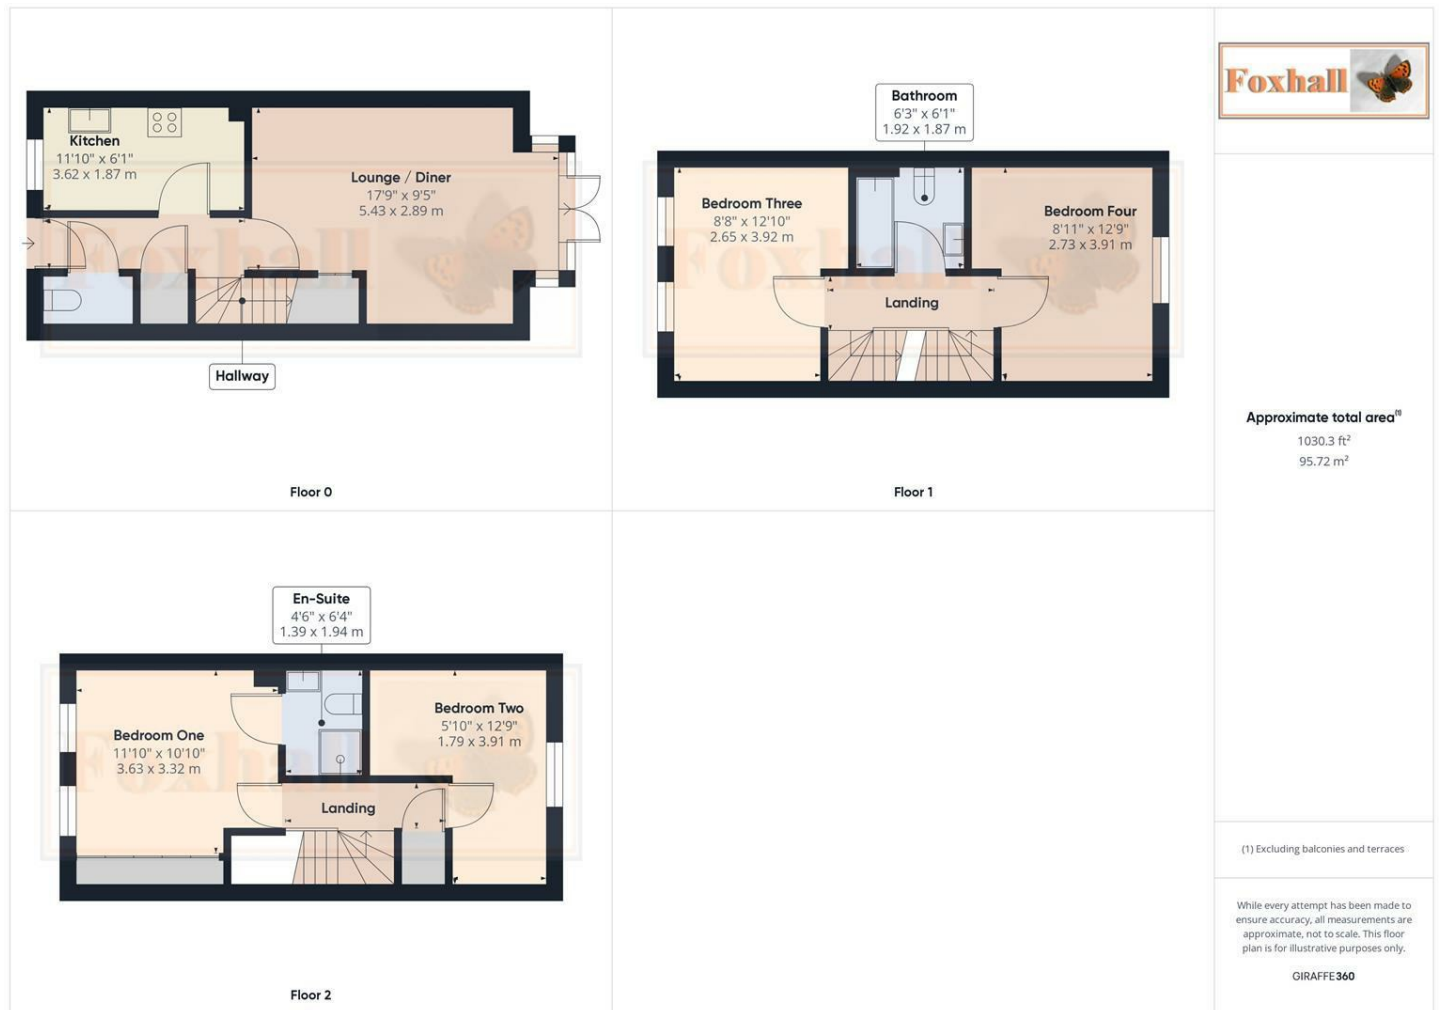 Kitchen
11'10" x 6'1"
3.62 x 1.87 m
Lounge / Diner
17'9" x 9'5"
5.43 x 2.89 m
Hallway
Floor 0
Bathroom
6'3" x 6'1"
1.92 x 1.87 m
Bedroom Three
8'8" x 12'10"
2.65 x 3.92 m
Bedroom Four
8'11" x 12'9"
2.73 x 3.91 m
Landing
Floor 1
En-Suite
4'6" x 6'4"
1.39 x 1.94 m
Bedroom One
11'10" x 10'10"
3.63 x 3.32 m
Bedroom Two
5'10" x 12'9"
1.79 x 3.91 m
Landing
Floor 2
Foxhall
Foxhall
Foxhall
Foxhall
Approximate total area(1)
1030.3 ft²
95.72 m²
(1) Excluding balconies and terraces
While every attempt has been made to
ensure accuracy, all measurements are
approximate, not to scale. This floor
plan is for illustrative purposes only.
GIRAFFE360